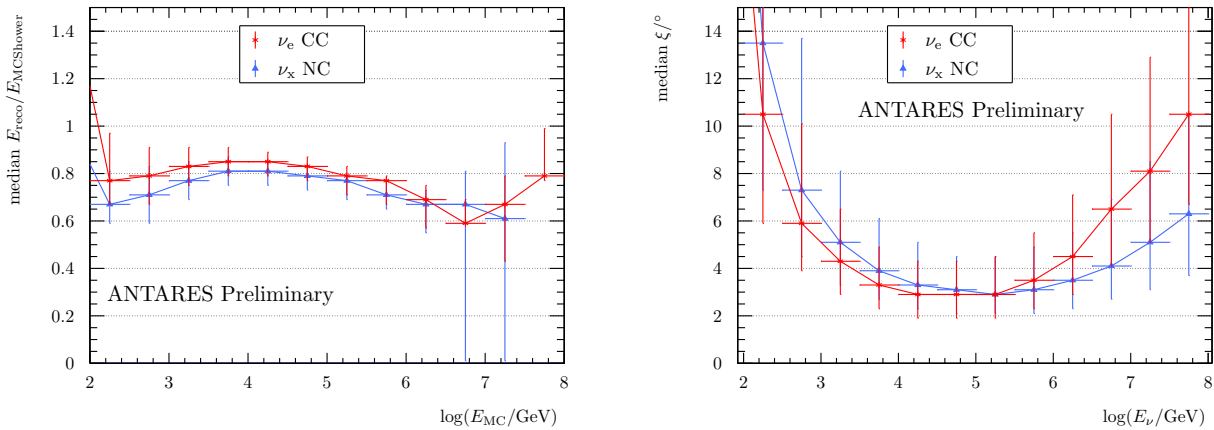 median E_reco/E_MCShower
1.4
1.2
1
0.8
0.6
0.4
0.2
0
ν_e CC
ν_x NC
ANTARES Preliminary
2 3 4 5 6 7 8
log(E_MC/GeV)
median ξ/°
14
12
10
8
6
4
2
0
ν_e CC
ν_x NC
ANTARES Preliminary
2 3 4 5 6 7 8
log(E_ν/GeV)